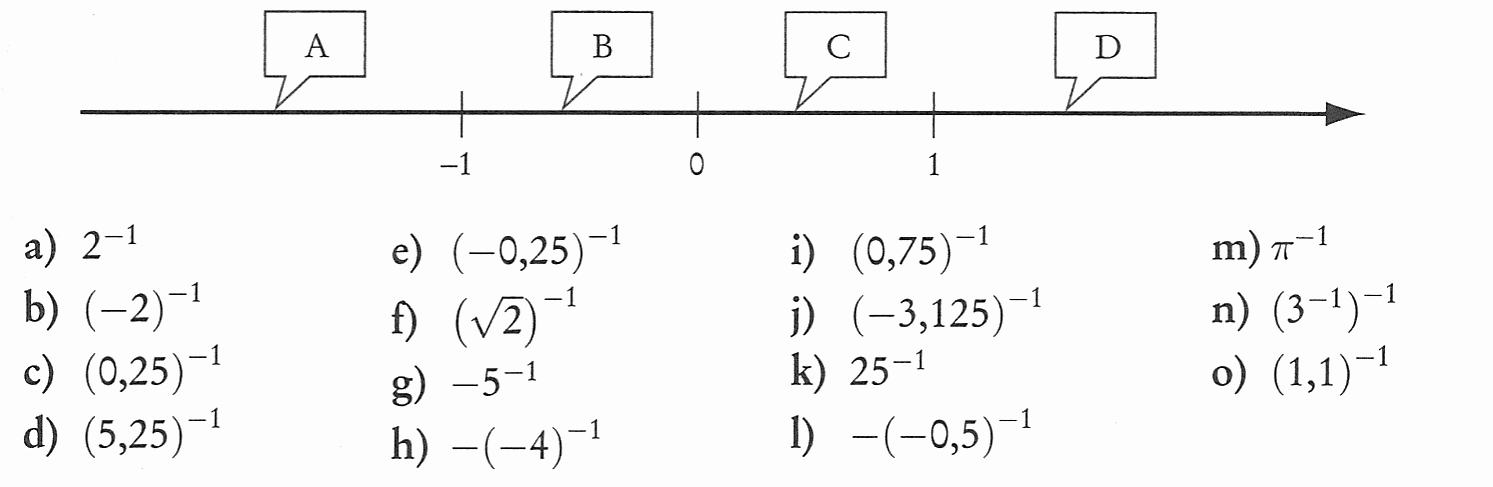 A B C D
–1 0 1
a) 2⁻¹ e) (−0,25)⁻¹ i) (0,75)⁻¹ m) π⁻¹
b) (−2)⁻¹ f) (√2)⁻¹ j) (−3,125)⁻¹ n) (3⁻¹)⁻¹
c) (0,25)⁻¹ g) −5⁻¹ k) 25⁻¹ o) (1,1)⁻¹
d) (5,25)⁻¹ h) −(−4)⁻¹ l) −(−0,5)⁻¹